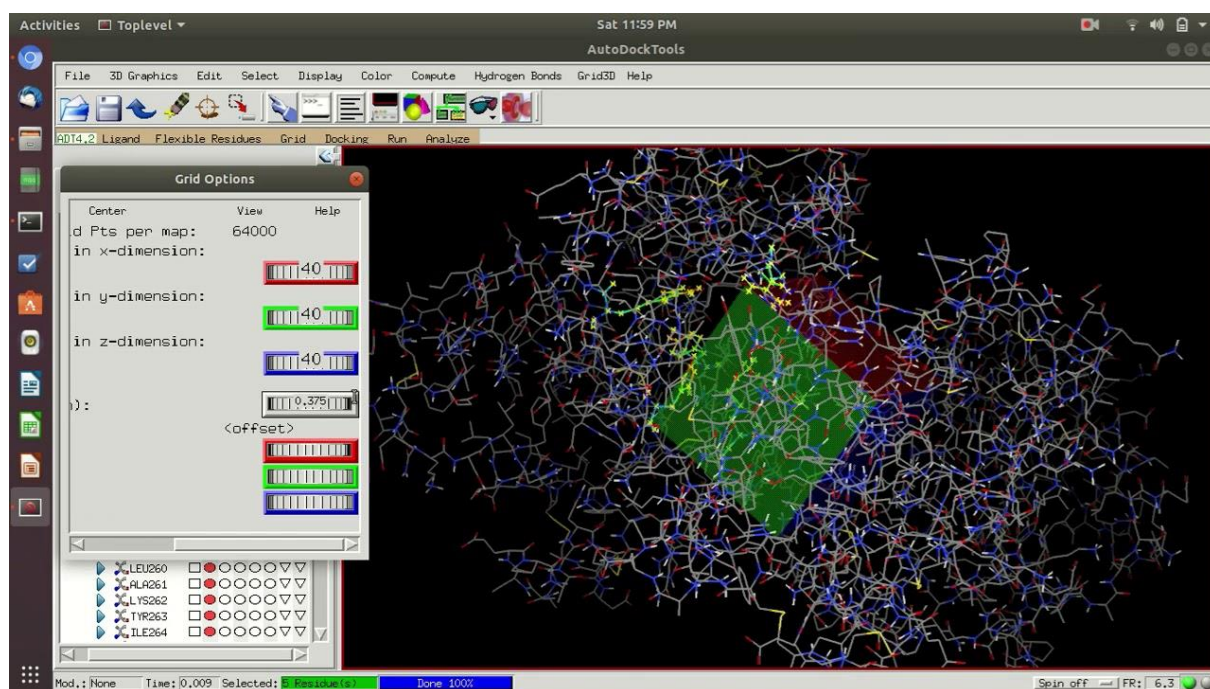 Activities Toplevel Sat 11:59 PM
AutoDockTools
File 3D Graphics Edit Select Display Color Compute Hydrogen Bonds Grid3D Help
ADT4.2 Ligand Flexible Residues Grid Docking Run Analyze
Grid Options
Center View Help
d Pts per map: 64000
in x-dimension:
40
in y-dimension:
40
in z-dimension:
40
): 0.375
<offset>
LEU260
ALA261
LYS262
TYR263
ILE264
Mod.: None Time: 0.009 Selected: 5 Residue(s) Done 100% Spin off FR: 6.3